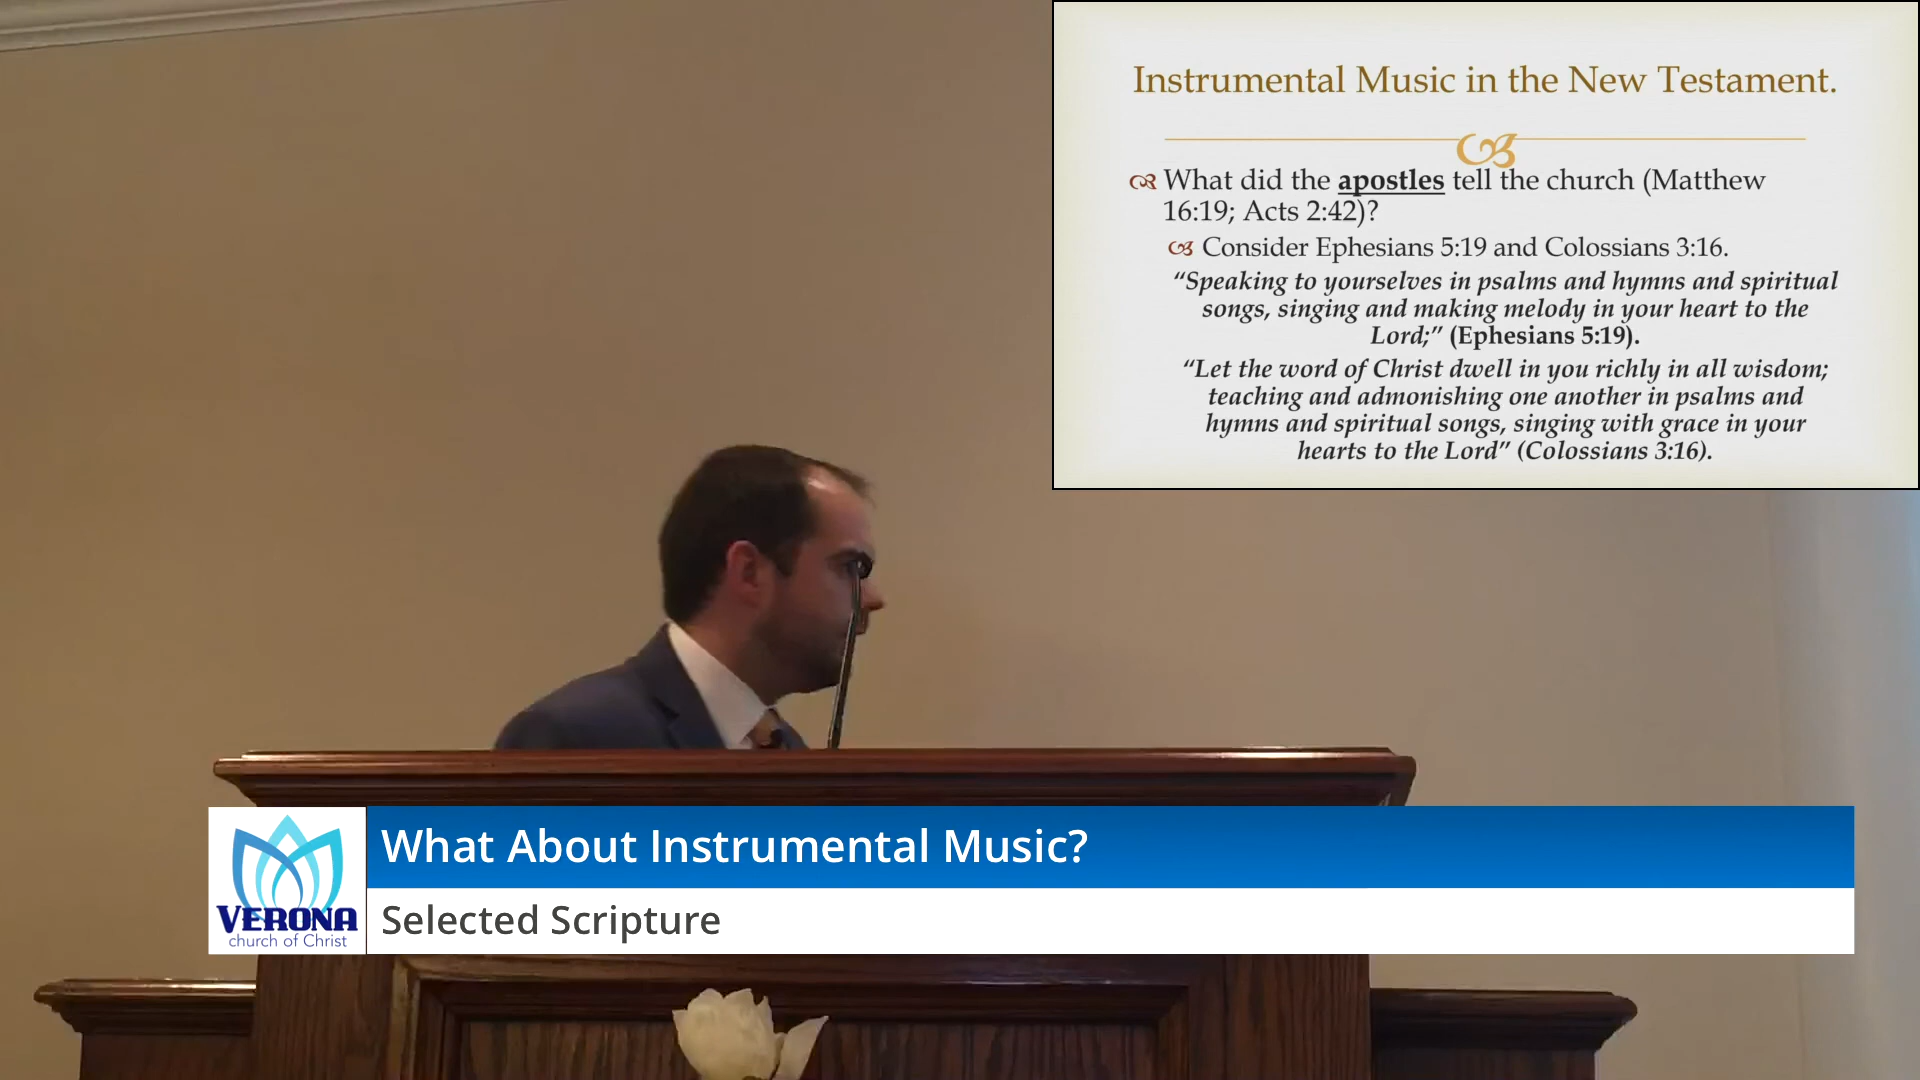 Instrumental Music in the New Testament.
What did the apostles tell the church (Matthew
16:19; Acts 2:42)?
Consider Ephesians 5:19 and Colossians 3:16.
“Speaking to yourselves in psalms and hymns and spiritual
songs, singing and making melody in your heart to the
Lord;” (Ephesians 5:19).
“Let the word of Christ dwell in you richly in all wisdom;
teaching and admonishing one another in psalms and
hymns and spiritual songs, singing with grace in your
hearts to the Lord” (Colossians 3:16).
What About Instrumental Music?
Selected Scripture
VERONA
church of Christ